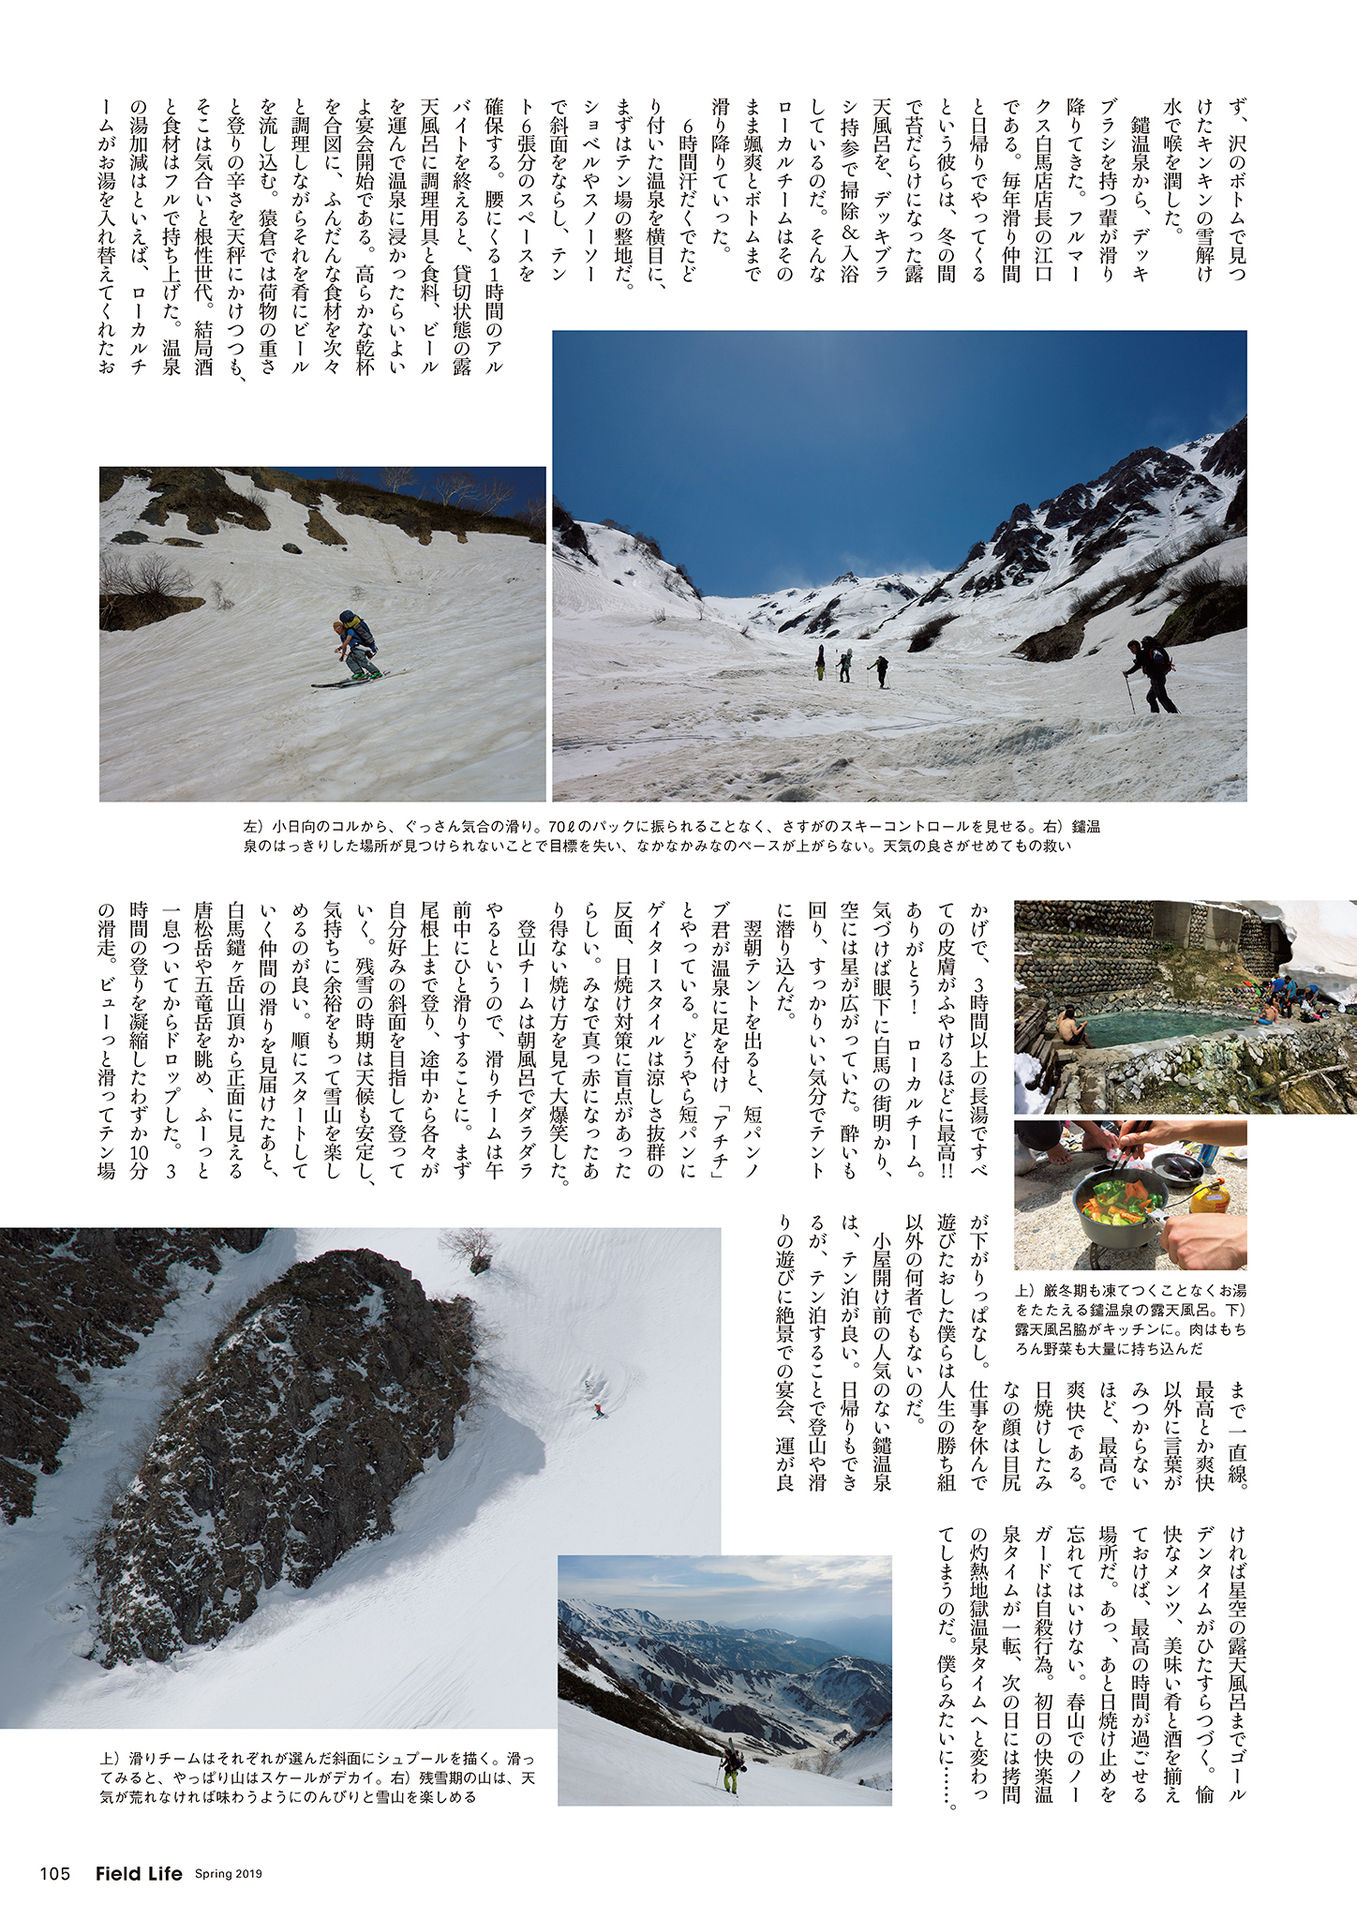 ず、沢のボトムで見つ
けたキンキンの雪解け
水で喉を潤した。
鑓温泉から、デッキ
ブラシを持つ輩が滑り
降りてきた。フルマー
クス白馬店店長の江口
である。毎年滑り仲間
と日帰りでやってくる
という彼らは、冬の間
で苔だらけになった露
天風呂を、デッキブラ
シ持参で掃除＆入浴
しているのだ。そんな
ローカルチームはその
まま颯爽とボトムまで
滑り降りていった。
6時間汗だくでたど
り付いた温泉を横目に、
まずはテン場の整地だ。
ショベルやスノーソー
で斜面をならし、テン
ト6張分のスペースを
確保する。腰にくる1時間のアル
バイトを終えると、貸切状態の露
天風呂に調理用具と食料、ビール
を運んで温泉に浸かったらいよい
よ宴会開始である。高らかな乾杯
を合図に、ふんだんな食材を次々
と調理しながらそれを肴にビール
を流し込む。猿倉では荷物の重さ
と登りの辛さを天秤にかけつつも、
そこは気合いと根性世代。結局酒
と食材はフルで持ち上げた。温泉
の湯加減はといえば、ローカルチ
ームがお湯を入れ替えてくれたお
左）小日向のコルから、ぐっさん気合の滑り。70ℓのパックに振られることなく、さすがのスキーコントロールを見せる。右）鑓温
泉のはっきりした場所が見つけられないことで目標を失い、なかなかみなのペースが上がらない。天気の良さがせめてもの救い
かげで、3時間以上の長湯ですべ
ての皮膚がふやけるほどに最高!!
ありがとう！　ローカルチーム。
気づけば眼下に白馬の街明かり、
空には星が広がっていた。酔いも
回り、すっかりいい気分でテント
に潜り込んだ。
翌朝テントを出ると、短パンノ
ブ君が温泉に足を付け「アチチ」
とやっている。どうやら短パンに
ゲイタースタイルは涼しさ抜群の
反面、日焼け対策に盲点があった
らしい。みなで真っ赤になったあ
り得ない焼け方を見て大爆笑した。
登山チームは朝風呂でダラダラ
やるというので、滑りチームは午
前中にひと滑りすることに。まず
尾根上まで登り、途中から各々が
自分好みの斜面を目指して登って
いく。残雪の時期は天候も安定し、
気持ちに余裕をもって雪山を楽し
めるのが良い。順にスタートして
いく仲間の滑りを見届けたあと、
白馬鑓ヶ岳山頂から正面に見える
唐松岳や五竜岳を眺め、ふーっと
一息ついてからドロップした。3
時間の登りを凝縮したわずか10分
の滑走。ビューっと滑ってテン場
上）厳冬期も凍てつくことなくお湯
をたたえる鑓温泉の露天風呂。下）
露天風呂脇がキッチンに。肉はもち
ろん野菜も大量に持ち込んだ
まで一直線。
最高とか爽快
以外に言葉が
みつからない
ほど、最高で
爽快である。
日焼けしたみ
なの顔は目尻
が下がりっぱなし。仕事を休んで
遊びたおした僕らは人生の勝ち組
以外の何者でもないのだ。
小屋開け前の人気のない鑓温泉
は、テン泊が良い。日帰りもでき
るが、テン泊することで登山や滑
りの遊びに絶景での宴会、運が良
ければ星空の露天風呂までゴール
デンタイムがひたすらつづく。愉
快なメンツ、美味い肴と酒を揃え
ておけば、最高の時間が過ごせる
場所だ。あっ、あと日焼け止めを
忘れてはいけない。春山でのノー
ガードは自殺行為。初日の快楽温
泉タイムが一転、次の日には拷問
の灼熱地獄温泉タイムへと変わっ
てしまうのだ。僕らみたいに……。
上）滑りチームはそれぞれが選んだ斜面にシュプールを描く。滑っ
てみると、やっぱり山はスケールがデカイ。右）残雪期の山は、天
気が荒れなければ味わうようにのんびりと雪山を楽しめる
105 Field Life Spring 2019